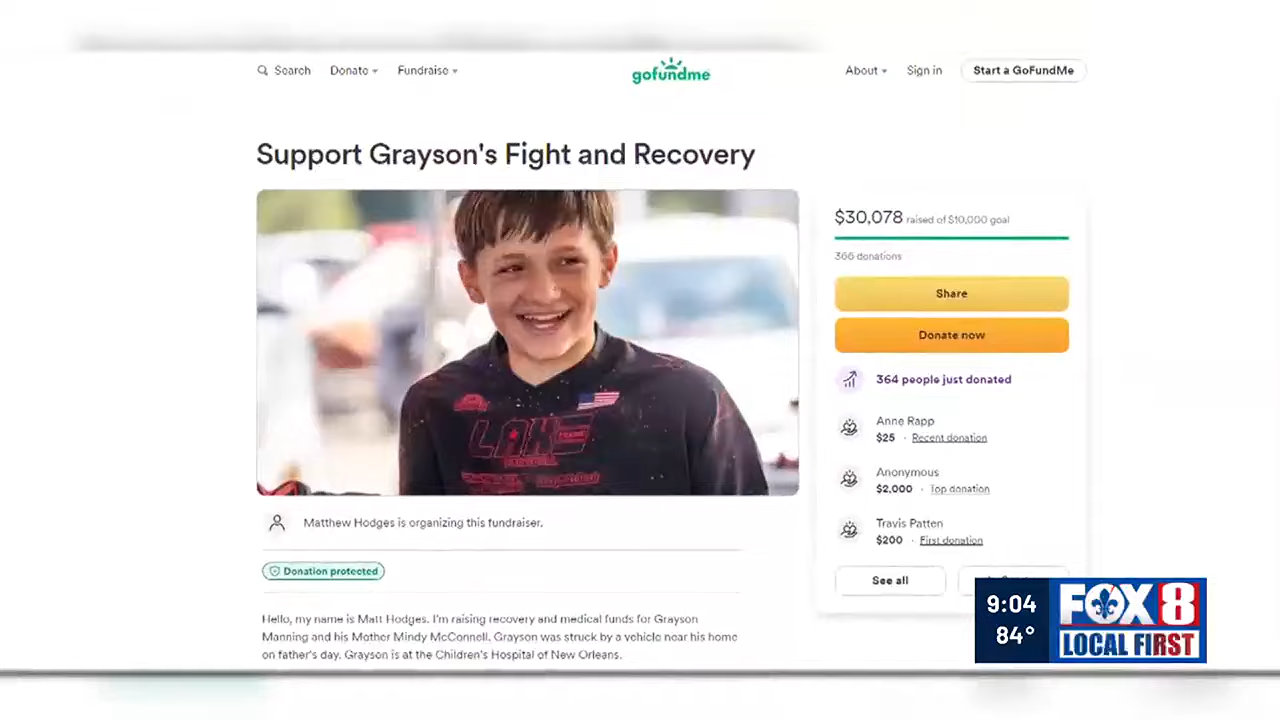 Search Donate Fundraise
gofundme
About Sign in Start a GoFundMe
Support Grayson's Fight and Recovery
$30,078 raised of $10,000 goal
366 donations
Share
Donate now
364 people just donated
Anne Rapp
$25 · Recent donation
Anonymous
$2,000 · Top donation
Travis Patten
$200 · First donation
See all
LAKE
Matthew Hodges is organizing this fundraiser.
Donation protected
Hello, my name is Matt Hodges. I'm raising recovery and medical funds for Grayson
Manning and his Mother Mindy McConnell. Grayson was struck by a vehicle near his home
on father's day. Grayson is at the Children's Hospital of New Orleans.
9:04
84°
FOX 8
LOCAL FIRST